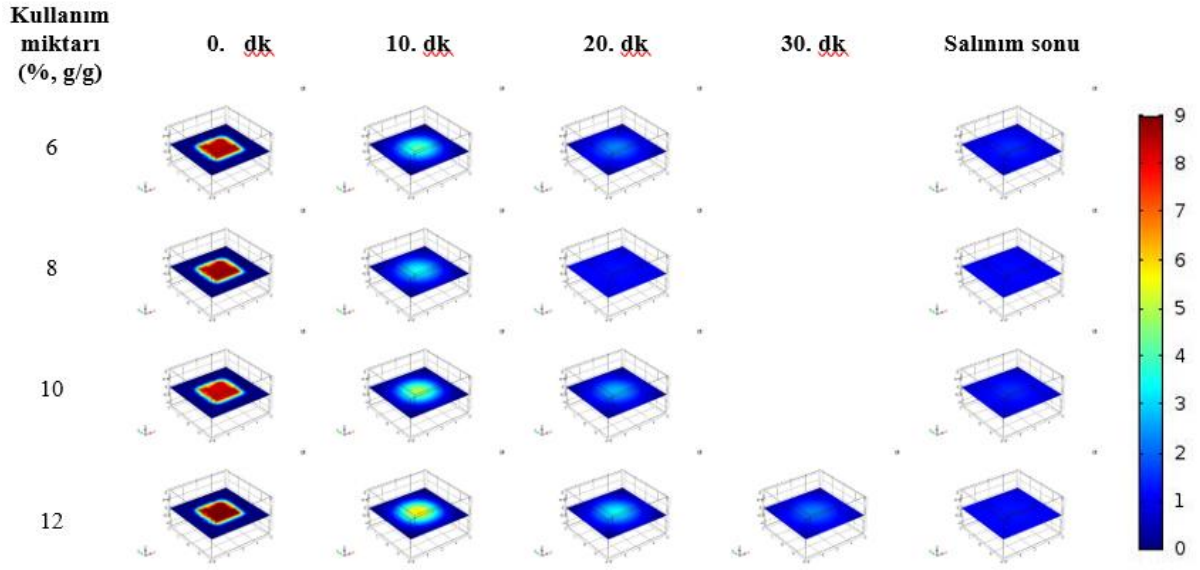 Kullanım
miktarı
(%, g/g)
0. dk
10. dk
20. dk
30. dk
Salınım sonu
6
8
10
12
9
8
7
6
5
4
3
2
1
0